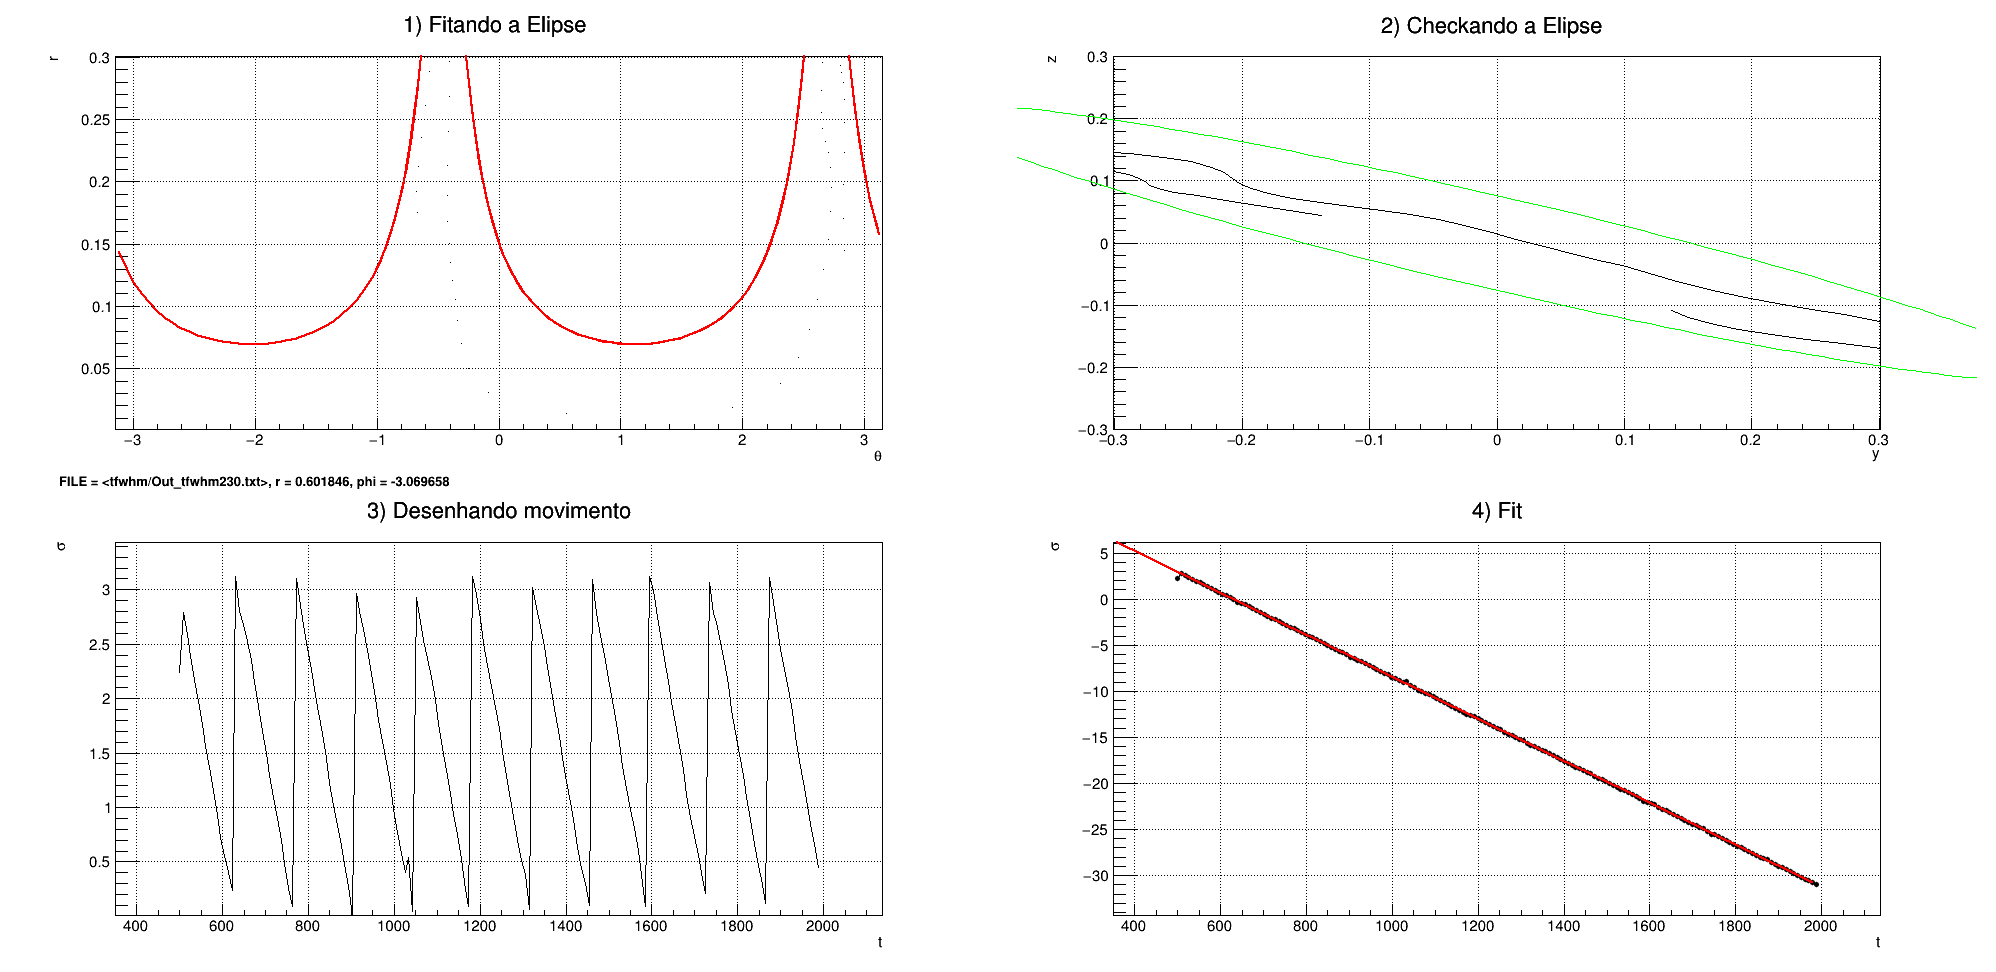 1) Fitando a Elipse
r
0.3
0.25
0.2
0.15
0.1
0.05
−3 −2 −1 0 1 2 3
θ
2) Checkando a Elipse
z
0.3
0.2
0.1
0
−0.1
−0.2
−0.3
−0.3 −0.2 −0.1 0 0.1 0.2 0.3
y
FILE = <tfwhm/Out_tfwhm230.txt>, r = 0.601846, phi = -3.069658
3) Desenhando movimento
σ
3
2.5
2
1.5
1
0.5
400 600 800 1000 1200 1400 1600 1800 2000
t
4) Fit
σ
5
0
−5
−10
−15
−20
−25
−30
400 600 800 1000 1200 1400 1600 1800 2000
t